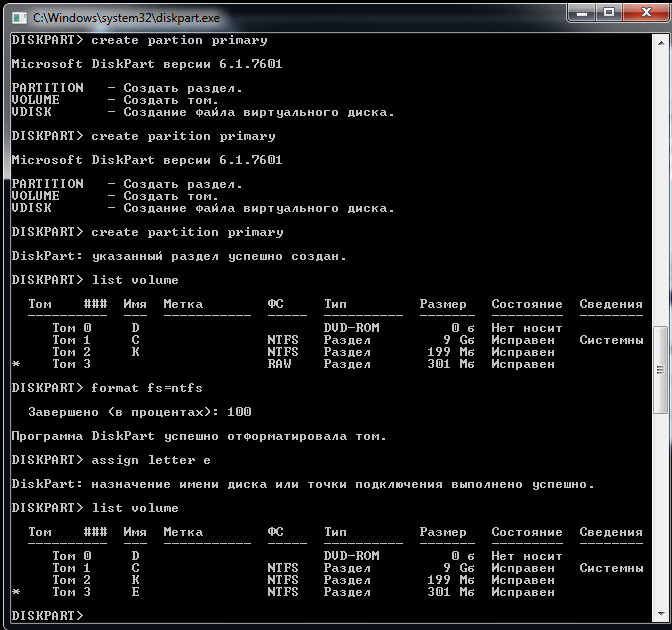 C:\Windows\system32\diskpart.exe
DISKPART> create partion primary
Microsoft DiskPart версии 6.1.7601
PARTITION - Создать раздел.
VOLUME - Создать том.
VDISK - Создание файла виртуального диска.
DISKPART> create parition primary
Microsoft DiskPart версии 6.1.7601
PARTITION - Создать раздел.
VOLUME - Создать том.
VDISK - Создание файла виртуального диска.
DISKPART> create partition primary
DiskPart: указанный раздел успешно создан.
DISKPART> list volume
Том ### Имя Метка ФС Тип Размер Состояние Сведения
---------- --- ----------- ----- ---------- ------- --------- --------
Том 0 D DVD-ROM 0 б Нет носит
Том 1 C NTFS Раздел 9 Gб Исправен Системны
Том 2 K NTFS Раздел 199 Мб Исправен
* Том 3 RAW Раздел 301 Мб Исправен
DISKPART> format fs=ntfs
Завершено (в процентах): 100
Программа DiskPart успешно отформатировала том.
DISKPART> assign letter e
DiskPart: назначение имени диска или точки подключения выполнено успешно.
DISKPART> list volume
Том ### Имя Метка ФС Тип Размер Состояние Сведения
---------- --- ----------- ----- ---------- ------- --------- --------
Том 0 D DVD-ROM 0 б Нет носит
Том 1 C NTFS Раздел 9 Gб Исправен Системны
Том 2 K NTFS Раздел 199 Мб Исправен
* Том 3 E NTFS Раздел 301 Мб Исправен
DISKPART>